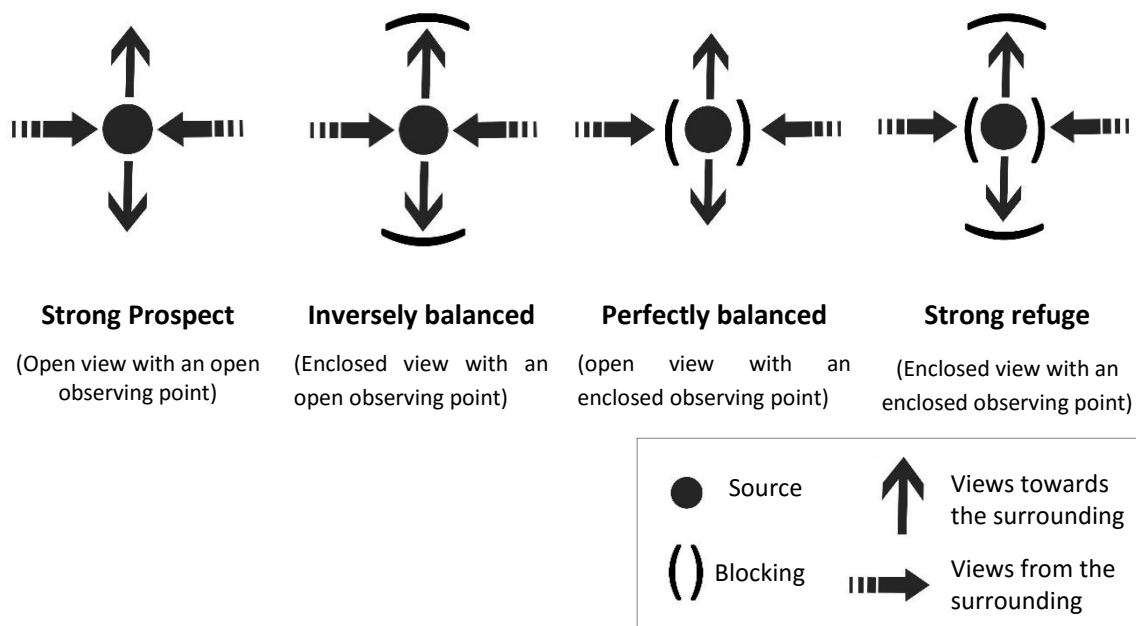 Strong Prospect
(Open view with an open
observing point)
Inversely balanced
(Enclosed view with an
open observing point)
Perfectly balanced
(open view with an
enclosed observing point)
Strong refuge
(Enclosed view with an
enclosed observing point)
Source
Views towards
the surrounding
Blocking
Views from the
surrounding